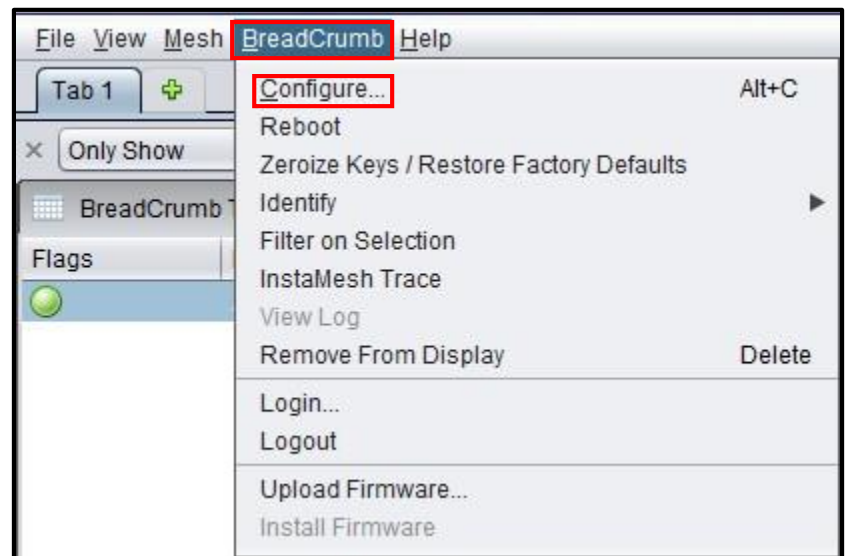 File View Mesh BreadCrumb Help
Tab 1
Configure... Alt+C
Reboot
Only Show
Zeroize Keys / Restore Factory Defaults
BreadCrumb
Identify
Filter on Selection
Flags
InstaMesh Trace
View Log
Remove From Display Delete
Login...
Logout
Upload Firmware...
Install Firmware